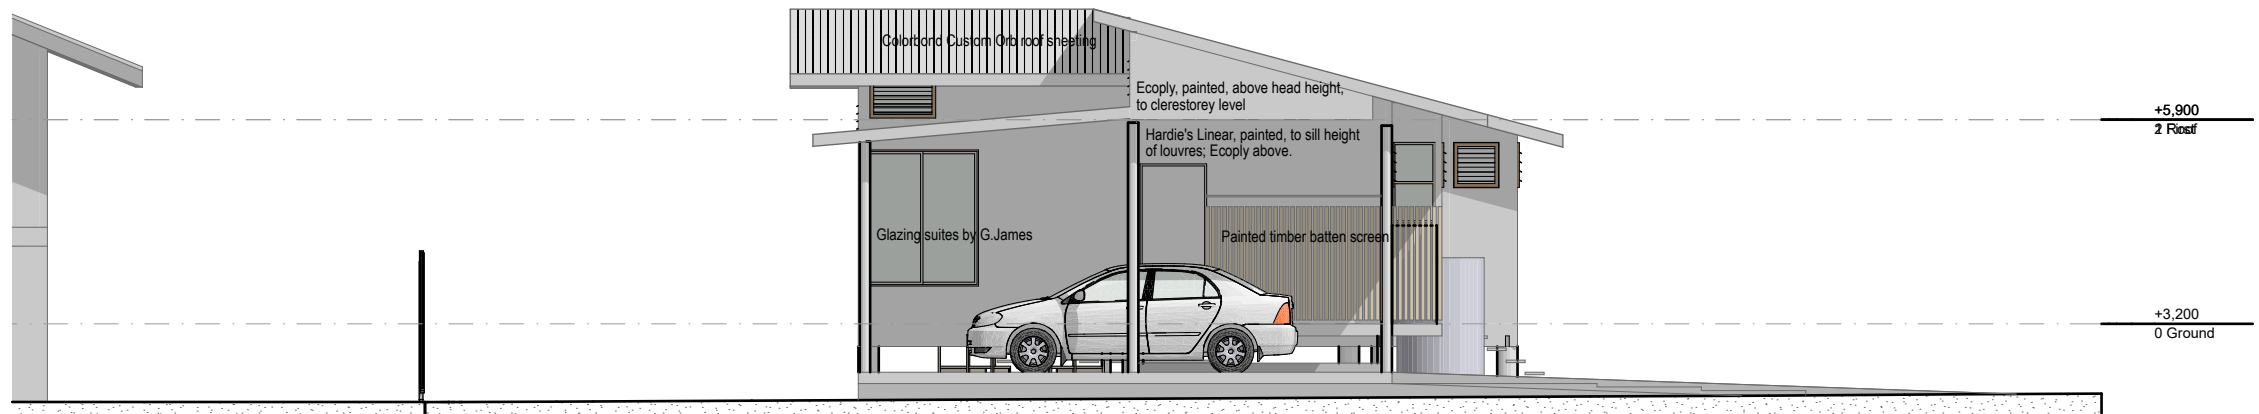 Colorbond Custom Orb roof sheeting
Ecoply, painted, above head height,
to clerestorey level
+5,900
Hardie's Linear, painted, to sill height
of louvres; Ecoply above.
Glazing suites by G.James
Painted timber batten screen
+3,200
0 Ground